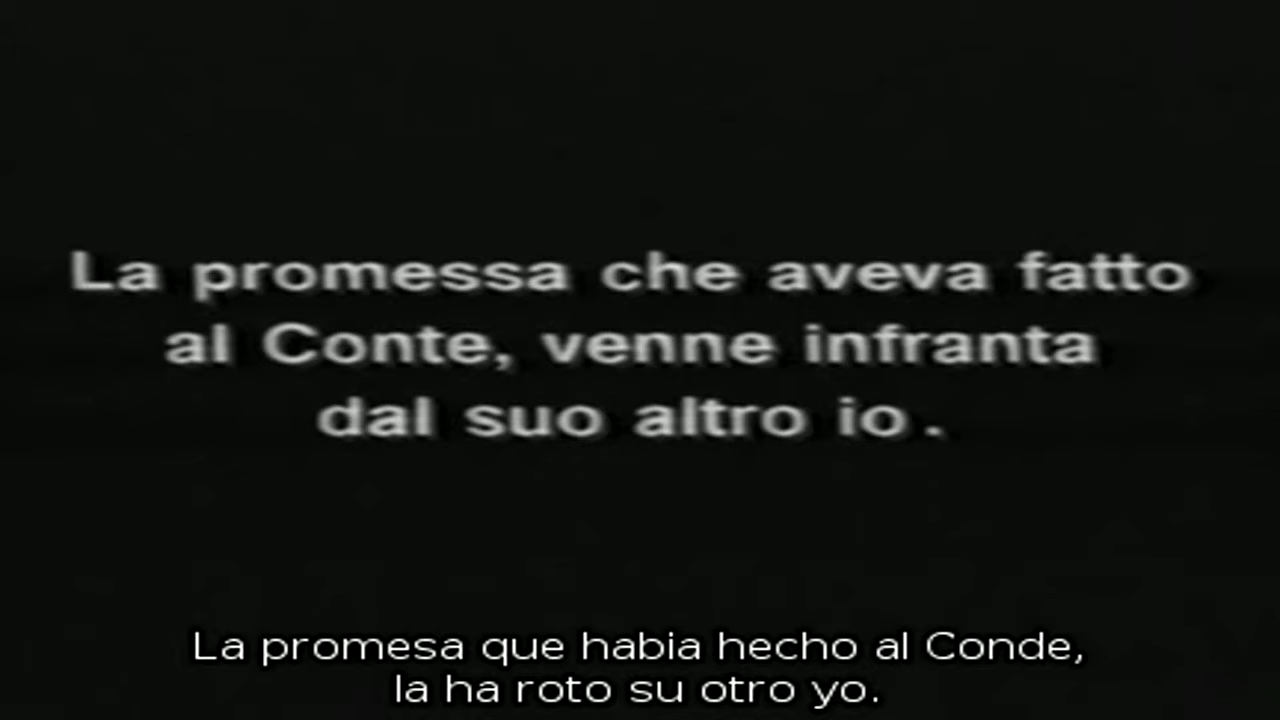 La promessa che aveva fatto
al Conte, venne infranta
dal suo altro io.
La promesa que habia hecho al Conde,
la ha roto su otro yo.